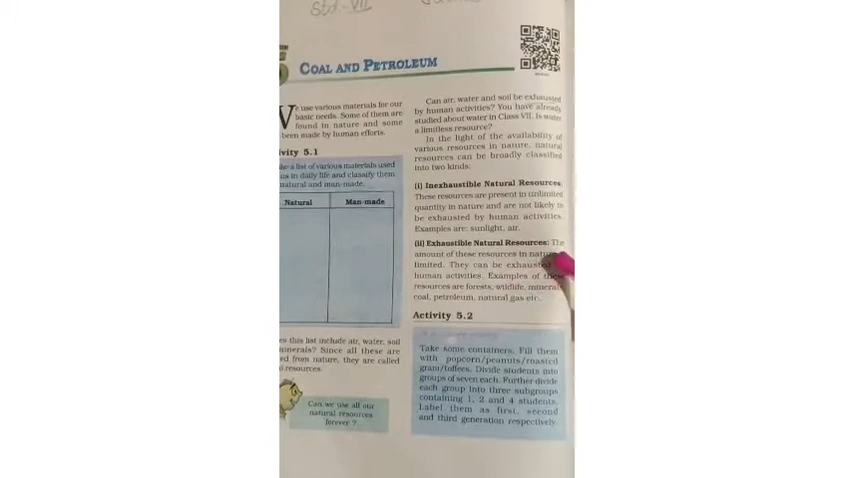 Std-VII
COAL AND PETROLEUM
We use various materials for our
basic needs. Some of them are
found in nature and some
been made by human efforts.
vity 5.1
ke a list of various materials used
us in daily life and classify them
natural and man-made.
Natural Man-made
es this list include air, water, soil
minerals? Since all these are
ed from nature, they are called
l resources.
Can we use all our
natural resources
forever ?
Can air, water and soil be exhausted
by human activities? You have already
studied about water in Class VII. Is water
a limitless resource?
In the light of the availability of
various resources in nature, natural
resources can be broadly classified
into two kinds:
(i) Inexhaustible Natural Resources:
These resources are present in unlimited
quantity in nature and are not likely to
be exhausted by human activities.
Examples are: sunlight, air.
(ii) Exhaustible Natural Resources: The
amount of these resources in nature
limited. They can be exhausted
human activities. Examples of these
resources are forests, wildlife, minerals
coal, petroleum, natural gas etc.
Activity 5.2
Take some containers. Fill them
with popcorn/peanuts/roasted
gram/toffees. Divide students into
groups of seven each. Further divide
each group into three subgroups
containing 1, 2 and 4 students.
Label them as first, second
and third generation respectively.